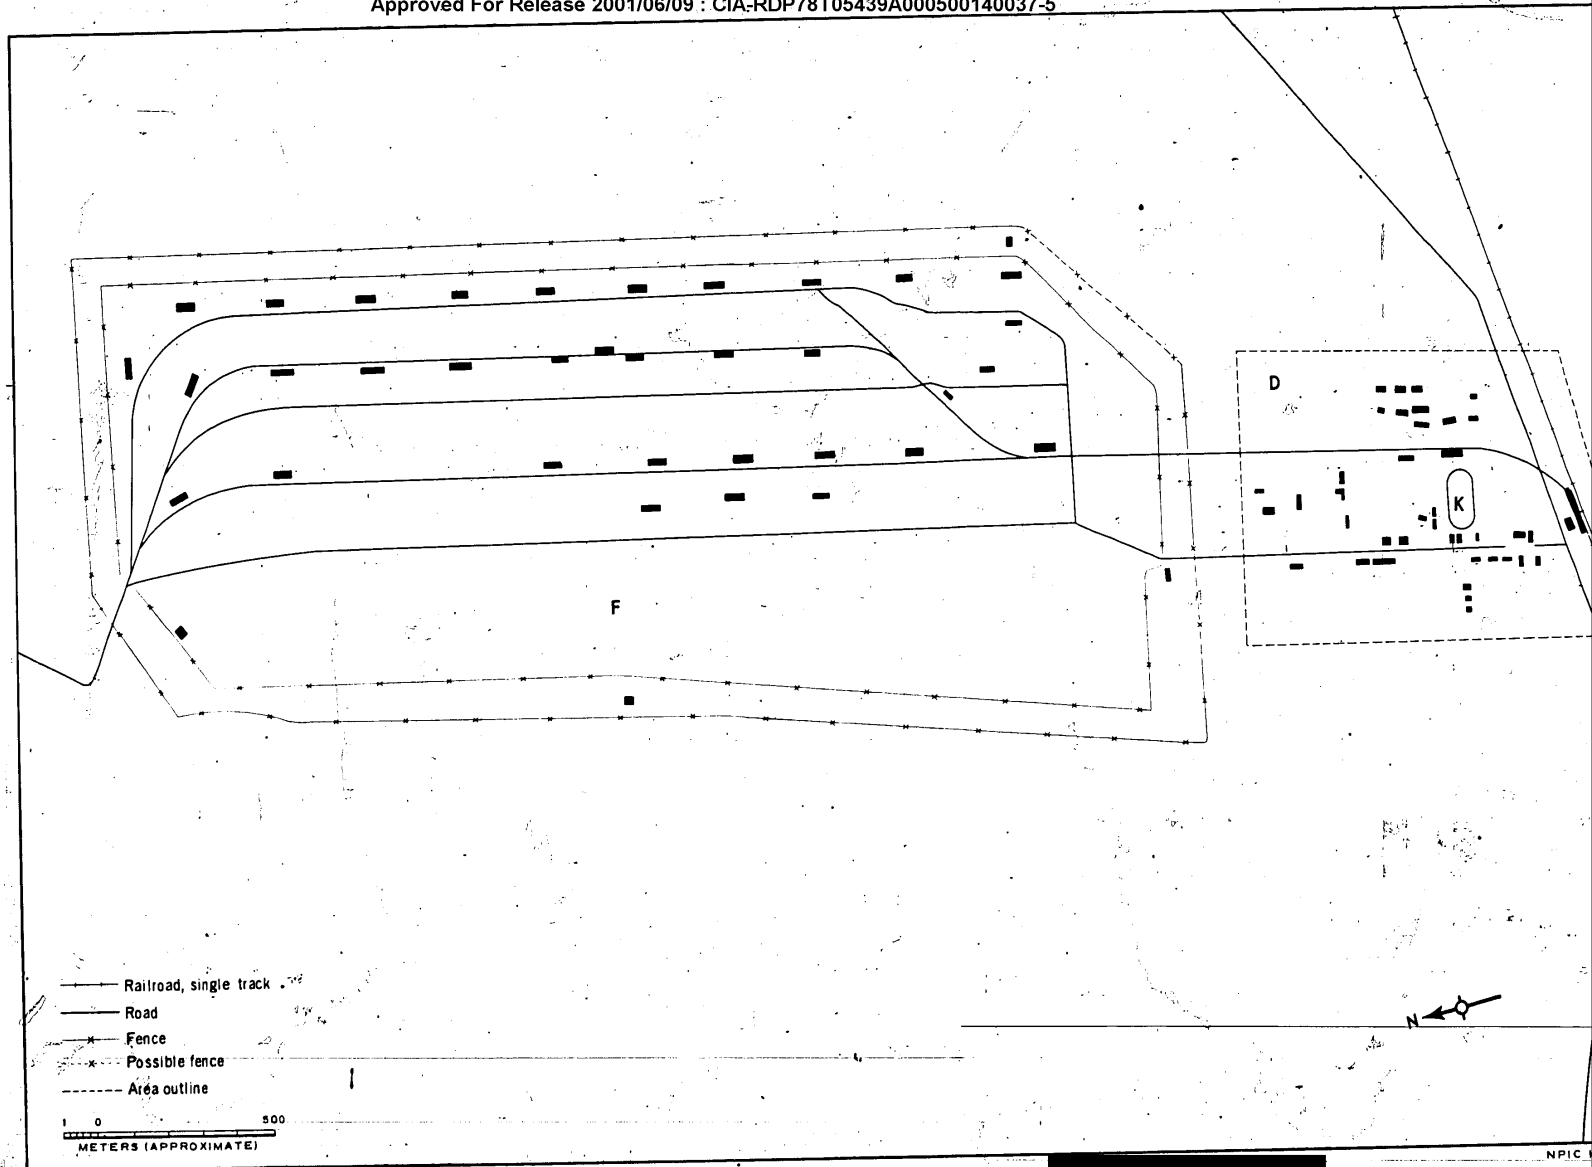 Approved For Release 2001/06/09 : CIA-RDP78T05439A000500140037-5
D
K
F
Railroad, single track
Road
Fence
Possible fence
Area outline
N
1 0 500
METERS (APPROXIMATE)
NPIC